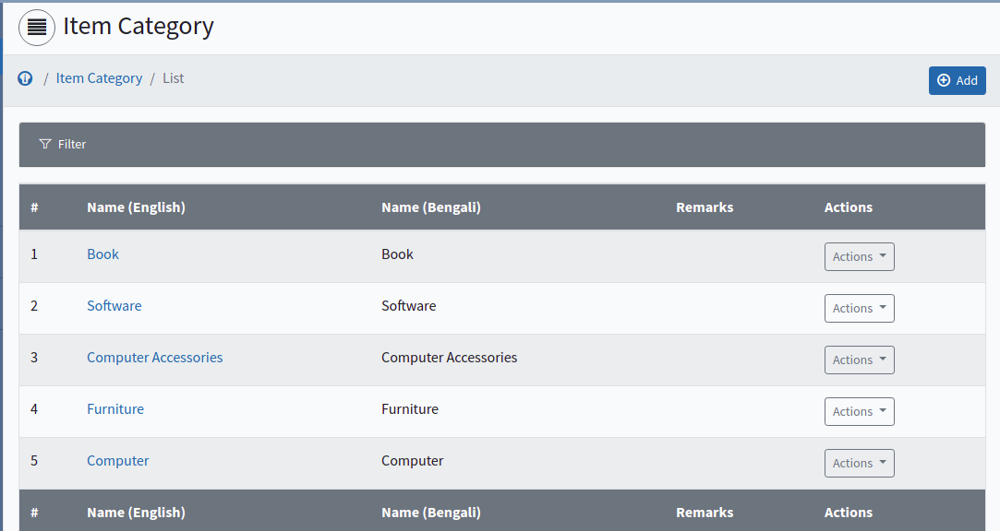 Item Category
/ Item Category / List
Add
Filter
# Name (English) Name (Bengali) Remarks Actions
1 Book Book Actions
2 Software Software Actions
3 Computer Accessories Computer Accessories Actions
4 Furniture Furniture Actions
5 Computer Computer Actions
# Name (English) Name (Bengali) Remarks Actions